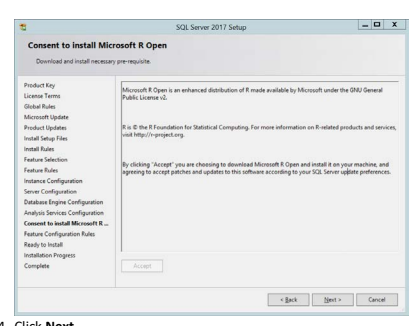 SQL Server 2017 Setup
Consent to install Microsoft R Open
Download and install necessary pre-requisite.
Product Key
License Terms
Global Rules
Microsoft Update
Product Updates
Install Setup Files
Install Rules
Feature Selection
Feature Rules
Instance Configuration
Server Configuration
Database Engine Configuration
Analysis Services Configuration
Consent to install Microsoft R ...
Feature Configuration Rules
Ready to Install
Installation Progress
Complete
Microsoft R Open is an enhanced distribution of R made available by Microsoft under the GNU General
Public License v2.
R is © the R Foundation for Statistical Computing. For more information on R-related products and services,
visit http://r-project.org.
By clicking "Accept" you are choosing to download Microsoft R Open and install it on your machine, and
agreeing to accept patches and updates to this software according to your SQL Server update preferences.
Accept
< Back
Next >
Cancel
4. Click Next